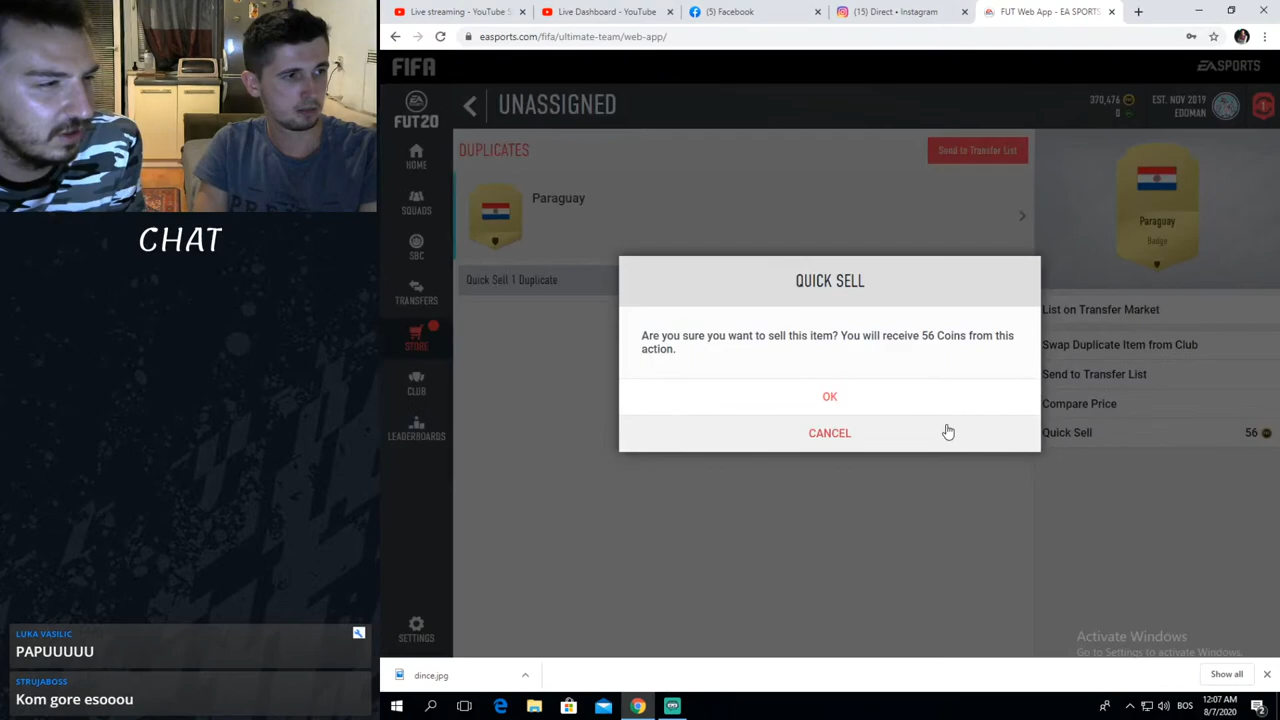 Live streaming - YouTube S
Live Dashboard - YouTube
(5) Facebook
(15) Direct • Instagram
FUT Web App - EA SPORTS
easports.com/fifa/ultimate-team/web-app/
FIFA
EA SPORTS
EA SPORTS
FUT20
UNASSIGNED
370,476
0
EST. NOV 2019
EDOMAN
1
HOME
SQUADS
SBC
TRANSFERS
STORE
CLUB
LEADERBOARDS
SETTINGS
DUPLICATES
Send to Transfer List
Paraguay
Quick Sell 1 Duplicate
Paraguay
Badge
List on Transfer Market
Swap Duplicate Item from Club
Send to Transfer List
Compare Price
Quick Sell 56
QUICK SELL
Are you sure you want to sell this item? You will receive 56 Coins from this
action.
OK
CANCEL
CHAT
LUKA VASILIC
PAPUUUUU
STRUJABOSS
Kom gore esooou
Activate Windows
Go to Settings to activate Windows.
dince.jpg
Show all
BOS
12:07 AM
8/7/2020
2